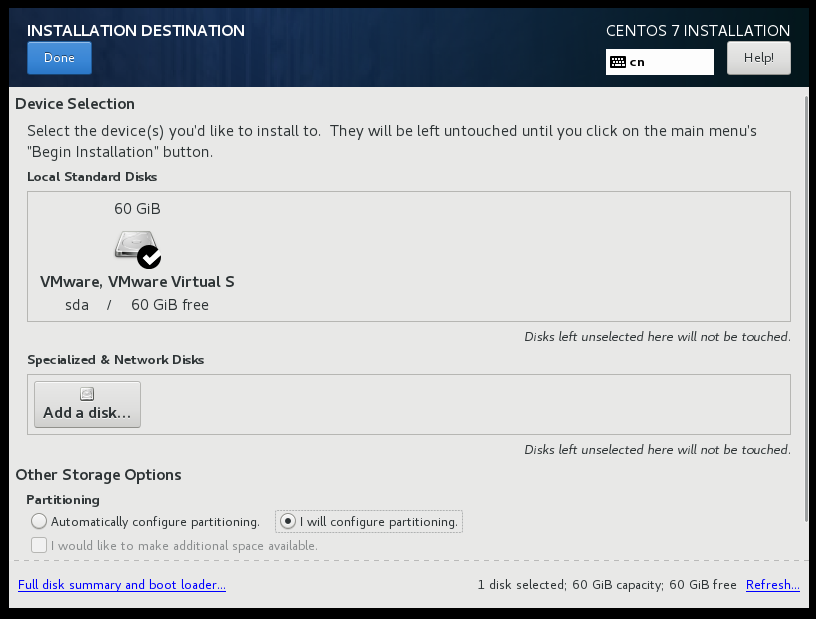 INSTALLATION DESTINATION
CENTOS 7 INSTALLATION
Done
cn
Help!
Device Selection
Select the device(s) you'd like to install to.  They will be left untouched until you click on the main menu's
"Begin Installation" button.
Local Standard Disks
60 GiB
VMware, VMware Virtual S
sda / 60 GiB free
Disks left unselected here will not be touched.
Specialized & Network Disks
Add a disk...
Disks left unselected here will not be touched.
Other Storage Options
Partitioning
Automatically configure partitioning. I will configure partitioning.
I would like to make additional space available.
Full disk summary and boot loader... 1 disk selected; 60 GiB capacity; 60 GiB free Refresh...